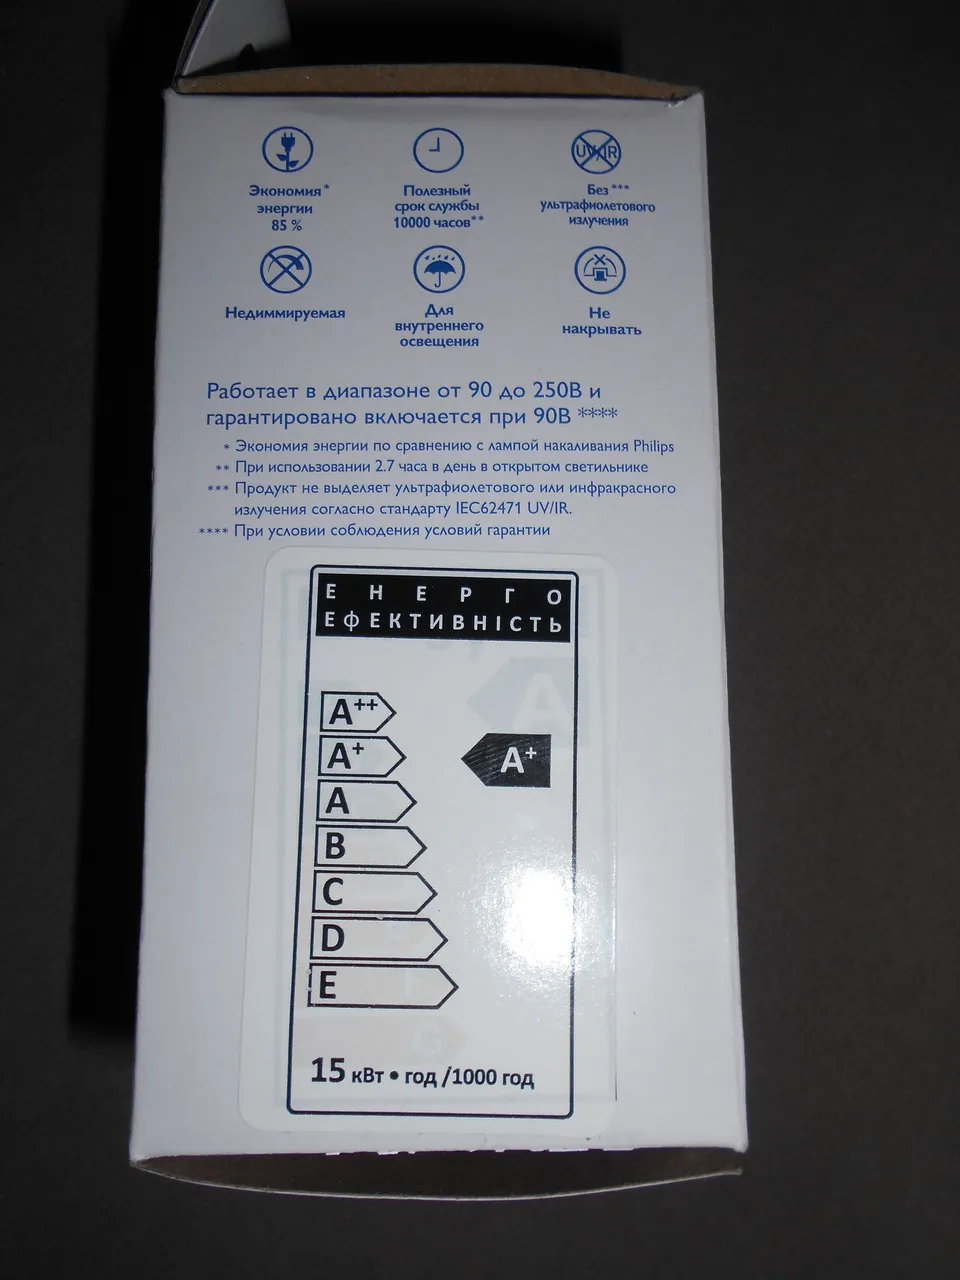 UV/IR
Экономия*
энергии
85 %
Полезный
срок службы
10000 часов**
Без***
ультрафиолетового
излучения
Недиммируемая
Для
внутреннего
освещения
Не
накрывать
Работает в диапазоне от 90 до 250В и
гарантировано включается при 90В ****
* Экономия энергии по сравнению с лампой накаливания Philips
** При использовании 2.7 часа в день в открытом светильнике
*** Продукт не выделяет ультрафиолетового или инфракрасного
излучения согласно стандарту IEC62471 UV/IR.
**** При условии соблюдения условий гарантии
ЕНЕРГО
ЕФЕКТИВНІСТЬ
A++
A+
A+
A
A
B
C
D
E
G
15 кВт • год /1000 год